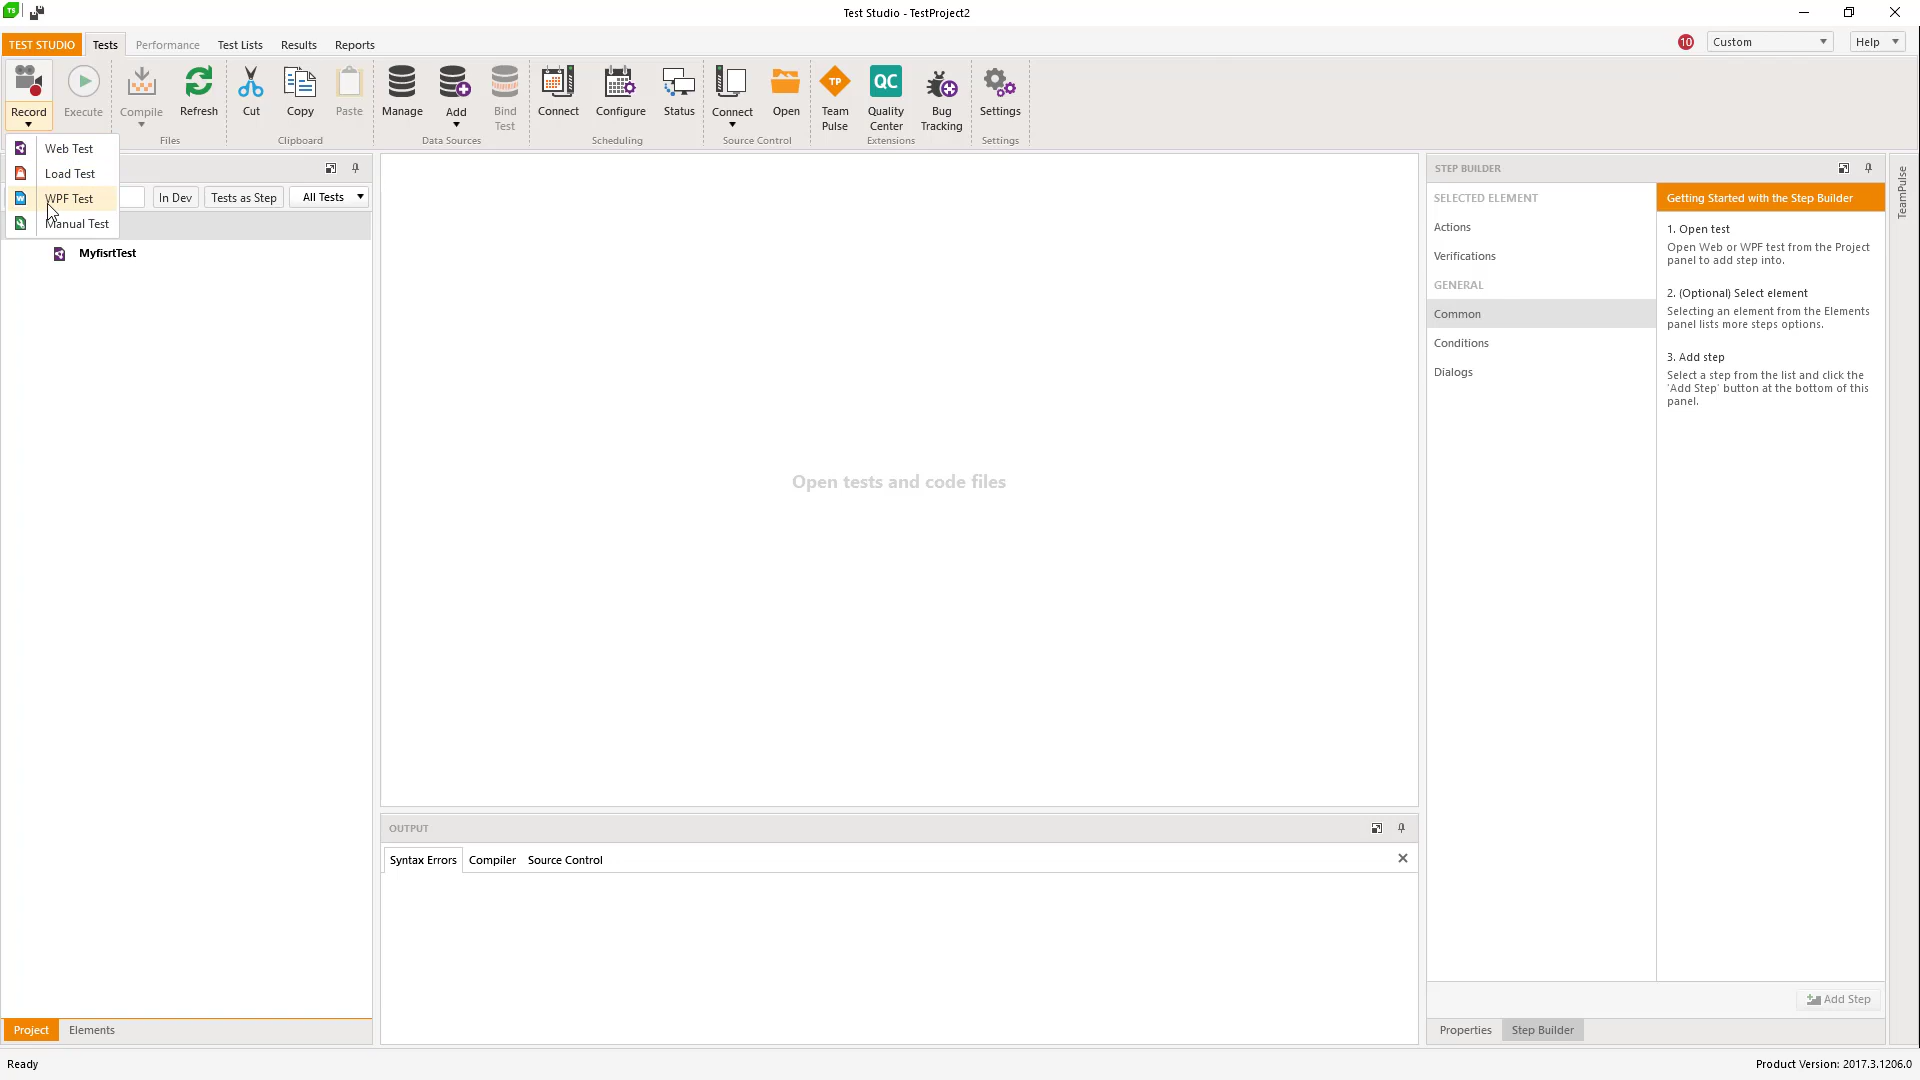 TS
Test Studio - TestProject2
TEST STUDIO
Tests
Performance
Test Lists
Results
Reports
10
Custom
Help
Record
Execute
Compile
Refresh
Cut
Copy
Paste
Manage
Add
Bind
Test
Connect
Configure
Status
Connect
Open
TP
Team
Pulse
QC
Quality
Center
Bug
Tracking
Settings
Files
Clipboard
Data Sources
Scheduling
Source Control
Extensions
Settings
Web Test
Load Test
WPF Test
Manual Test
In Dev
Tests as Step
All Tests
MyfisrtTest
Open tests and code files
STEP BUILDER
SELECTED ELEMENT
Actions
Verifications
GENERAL
Common
Conditions
Dialogs
Getting Started with the Step Builder
1. Open test
Open Web or WPF test from the Project
panel to add step into.
2. (Optional) Select element
Selecting an element from the Elements
panel lists more steps options.
3. Add step
Select a step from the list and click the
'Add Step' button at the bottom of this
panel.
TeamPulse
OUTPUT
Syntax Errors
Compiler
Source Control
Add Step
Project
Elements
Properties
Step Builder
Ready
Product Version: 2017.3.1206.0